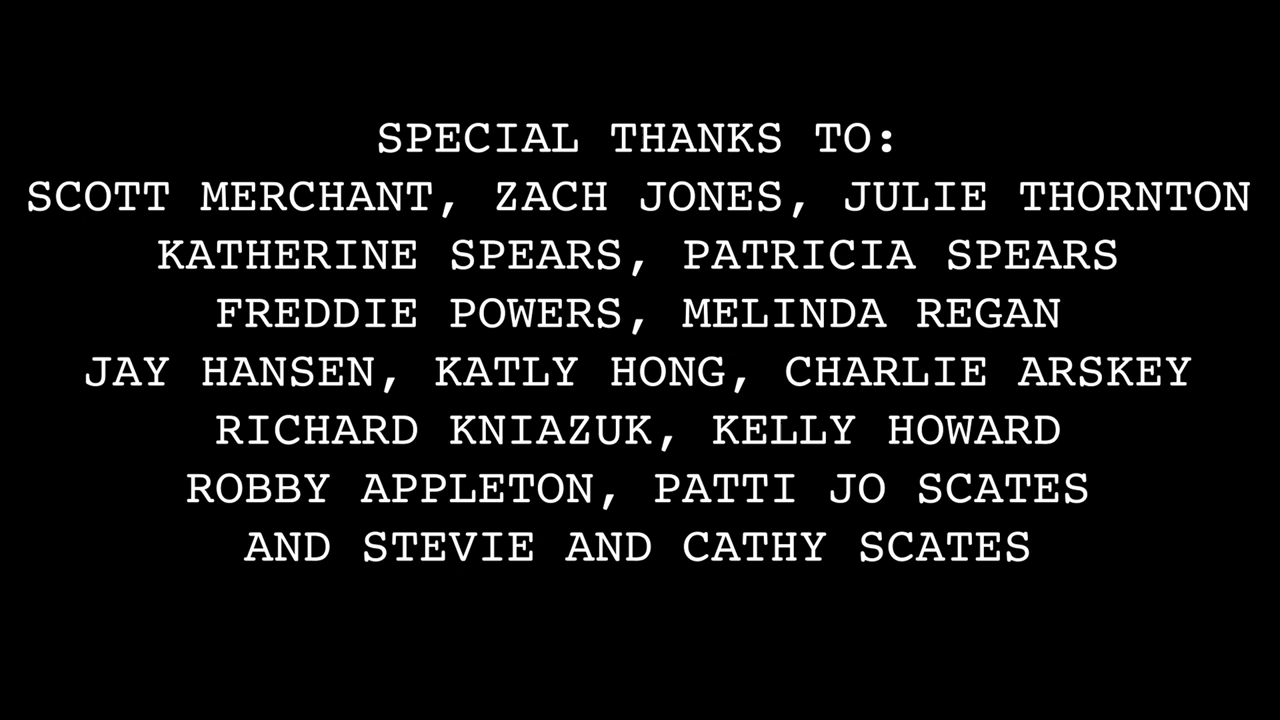 SPECIAL THANKS TO:
SCOTT MERCHANT, ZACH JONES, JULIE THORNTON
KATHERINE SPEARS, PATRICIA SPEARS
FREDDIE POWERS, MELINDA REGAN
JAY HANSEN, KATLY HONG, CHARLIE ARSKEY
RICHARD KNIAZUK, KELLY HOWARD
ROBBY APPLETON, PATTI JO SCATES
AND STEVIE AND CATHY SCATES